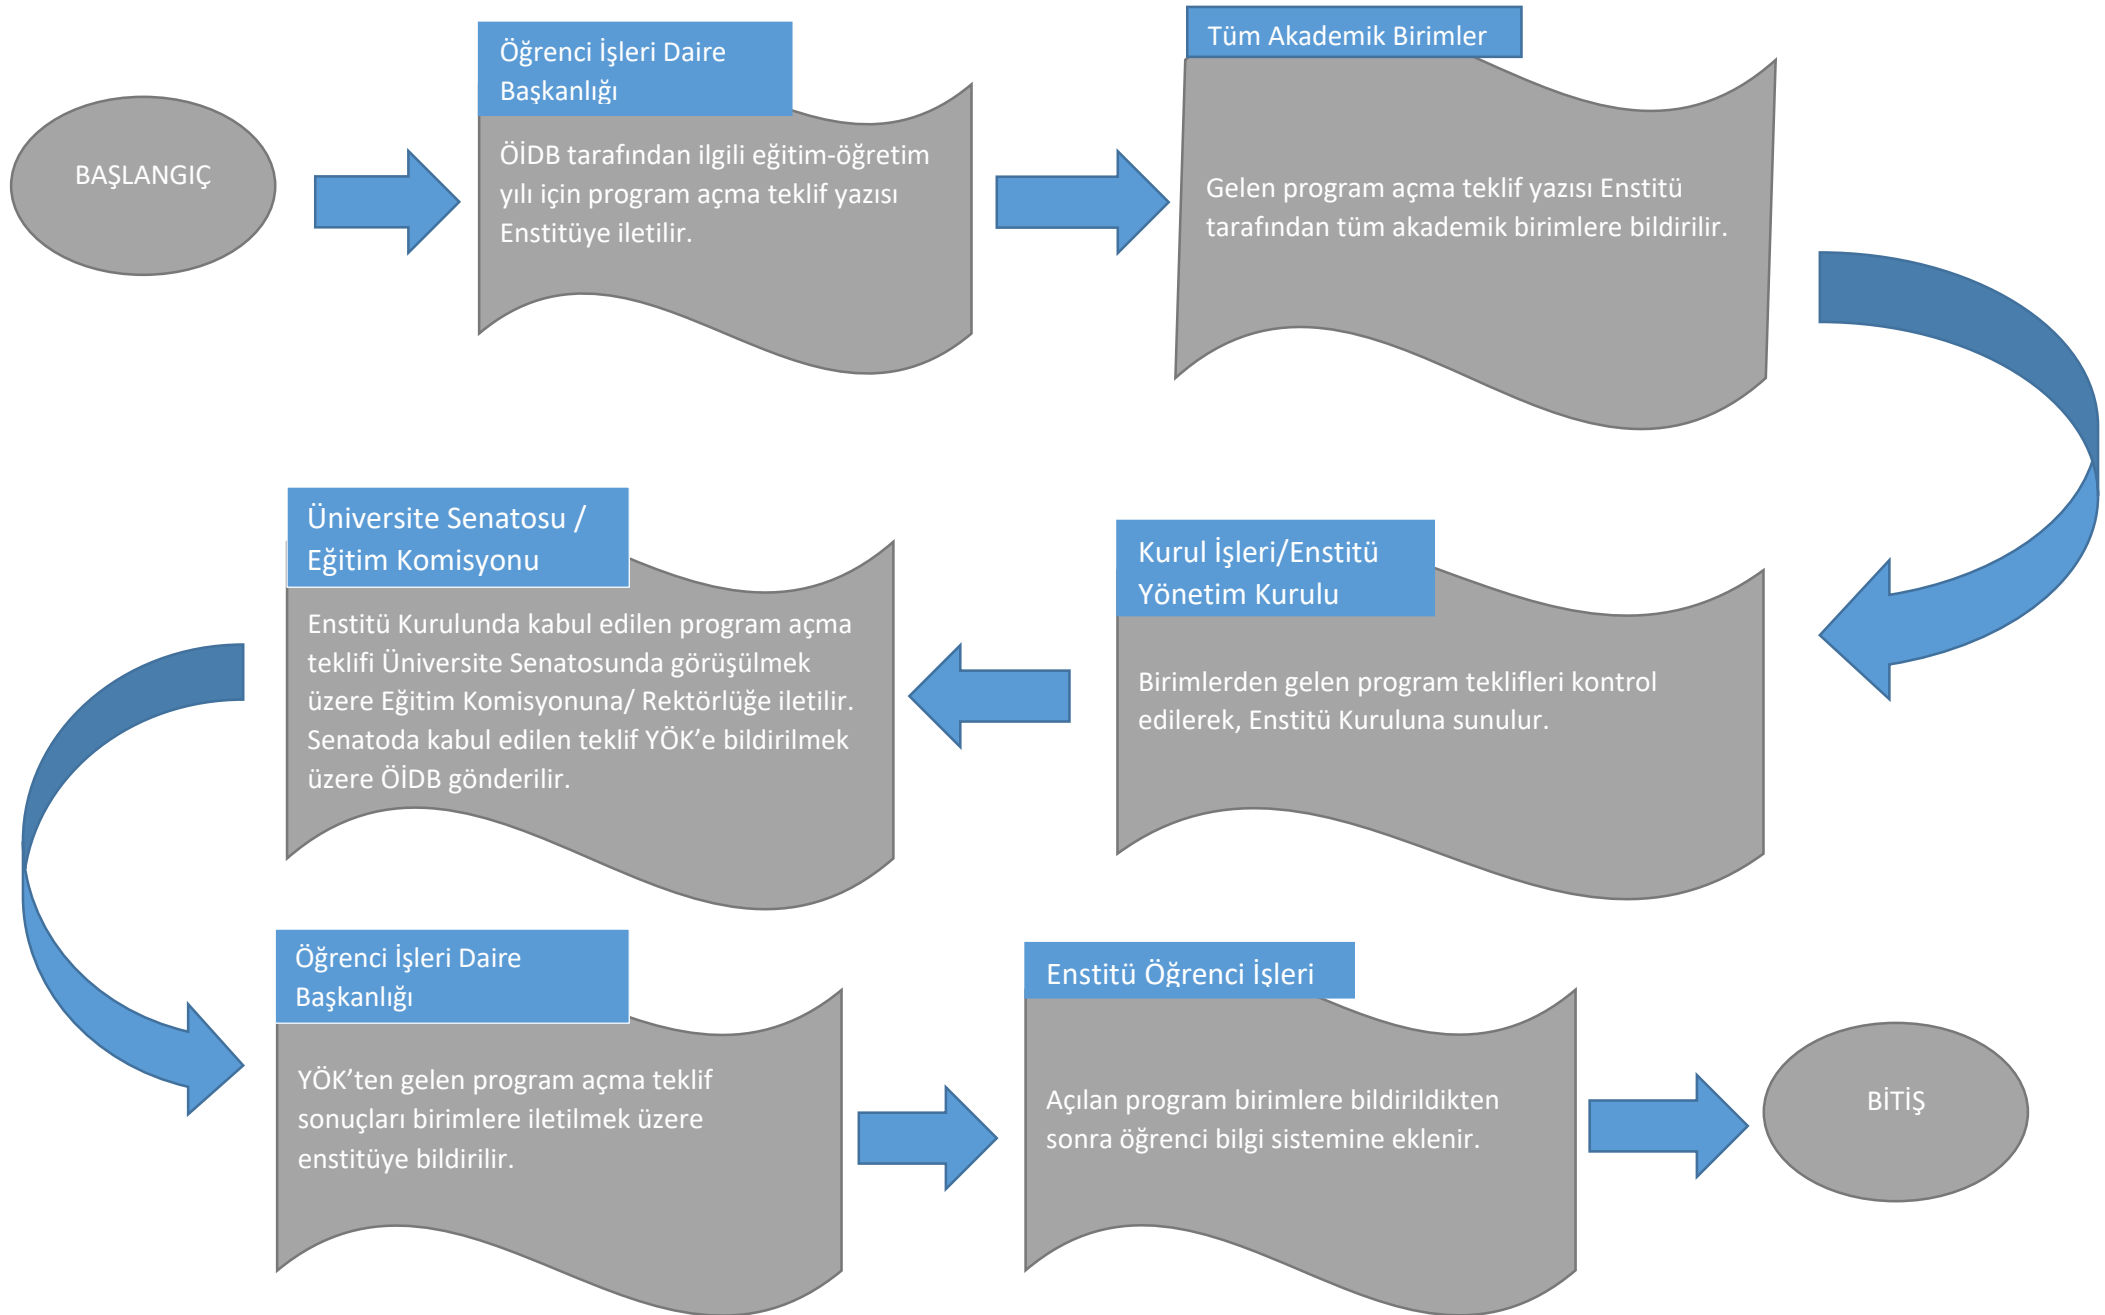 BAŞLANGIÇ
Öğrenci İşleri Daire
Başkanlığı
ÖİDB tarafından ilgili eğitim-öğretim
yılı için program açma teklif yazısı
Enstitüye iletilir.
Tüm Akademik Birimler
Gelen program açma teklif yazısı Enstitü
tarafından tüm akademik birimlere bildirilir.
Kurul İşleri/Enstitü
Yönetim Kurulu
Birimlerden gelen program teklifleri kontrol
edilerek, Enstitü Kuruluna sunulur.
Üniversite Senatosu /
Eğitim Komisyonu
Enstitü Kurulunda kabul edilen program açma
teklifi Üniversite Senatosunda görüşülmek
üzere Eğitim Komisyonuna/ Rektörlüğe iletilir.
Senatoda kabul edilen teklif YÖK’e bildirilmek
üzere ÖİDB gönderilir.
Öğrenci İşleri Daire
Başkanlığı
YÖK’ten gelen program açma teklif
sonuçları birimlere iletilmek üzere
enstitüye bildirilir.
Enstitü Öğrenci İşleri
Açılan program birimlere bildirildikten
sonra öğrenci bilgi sistemine eklenir.
BİTİŞ